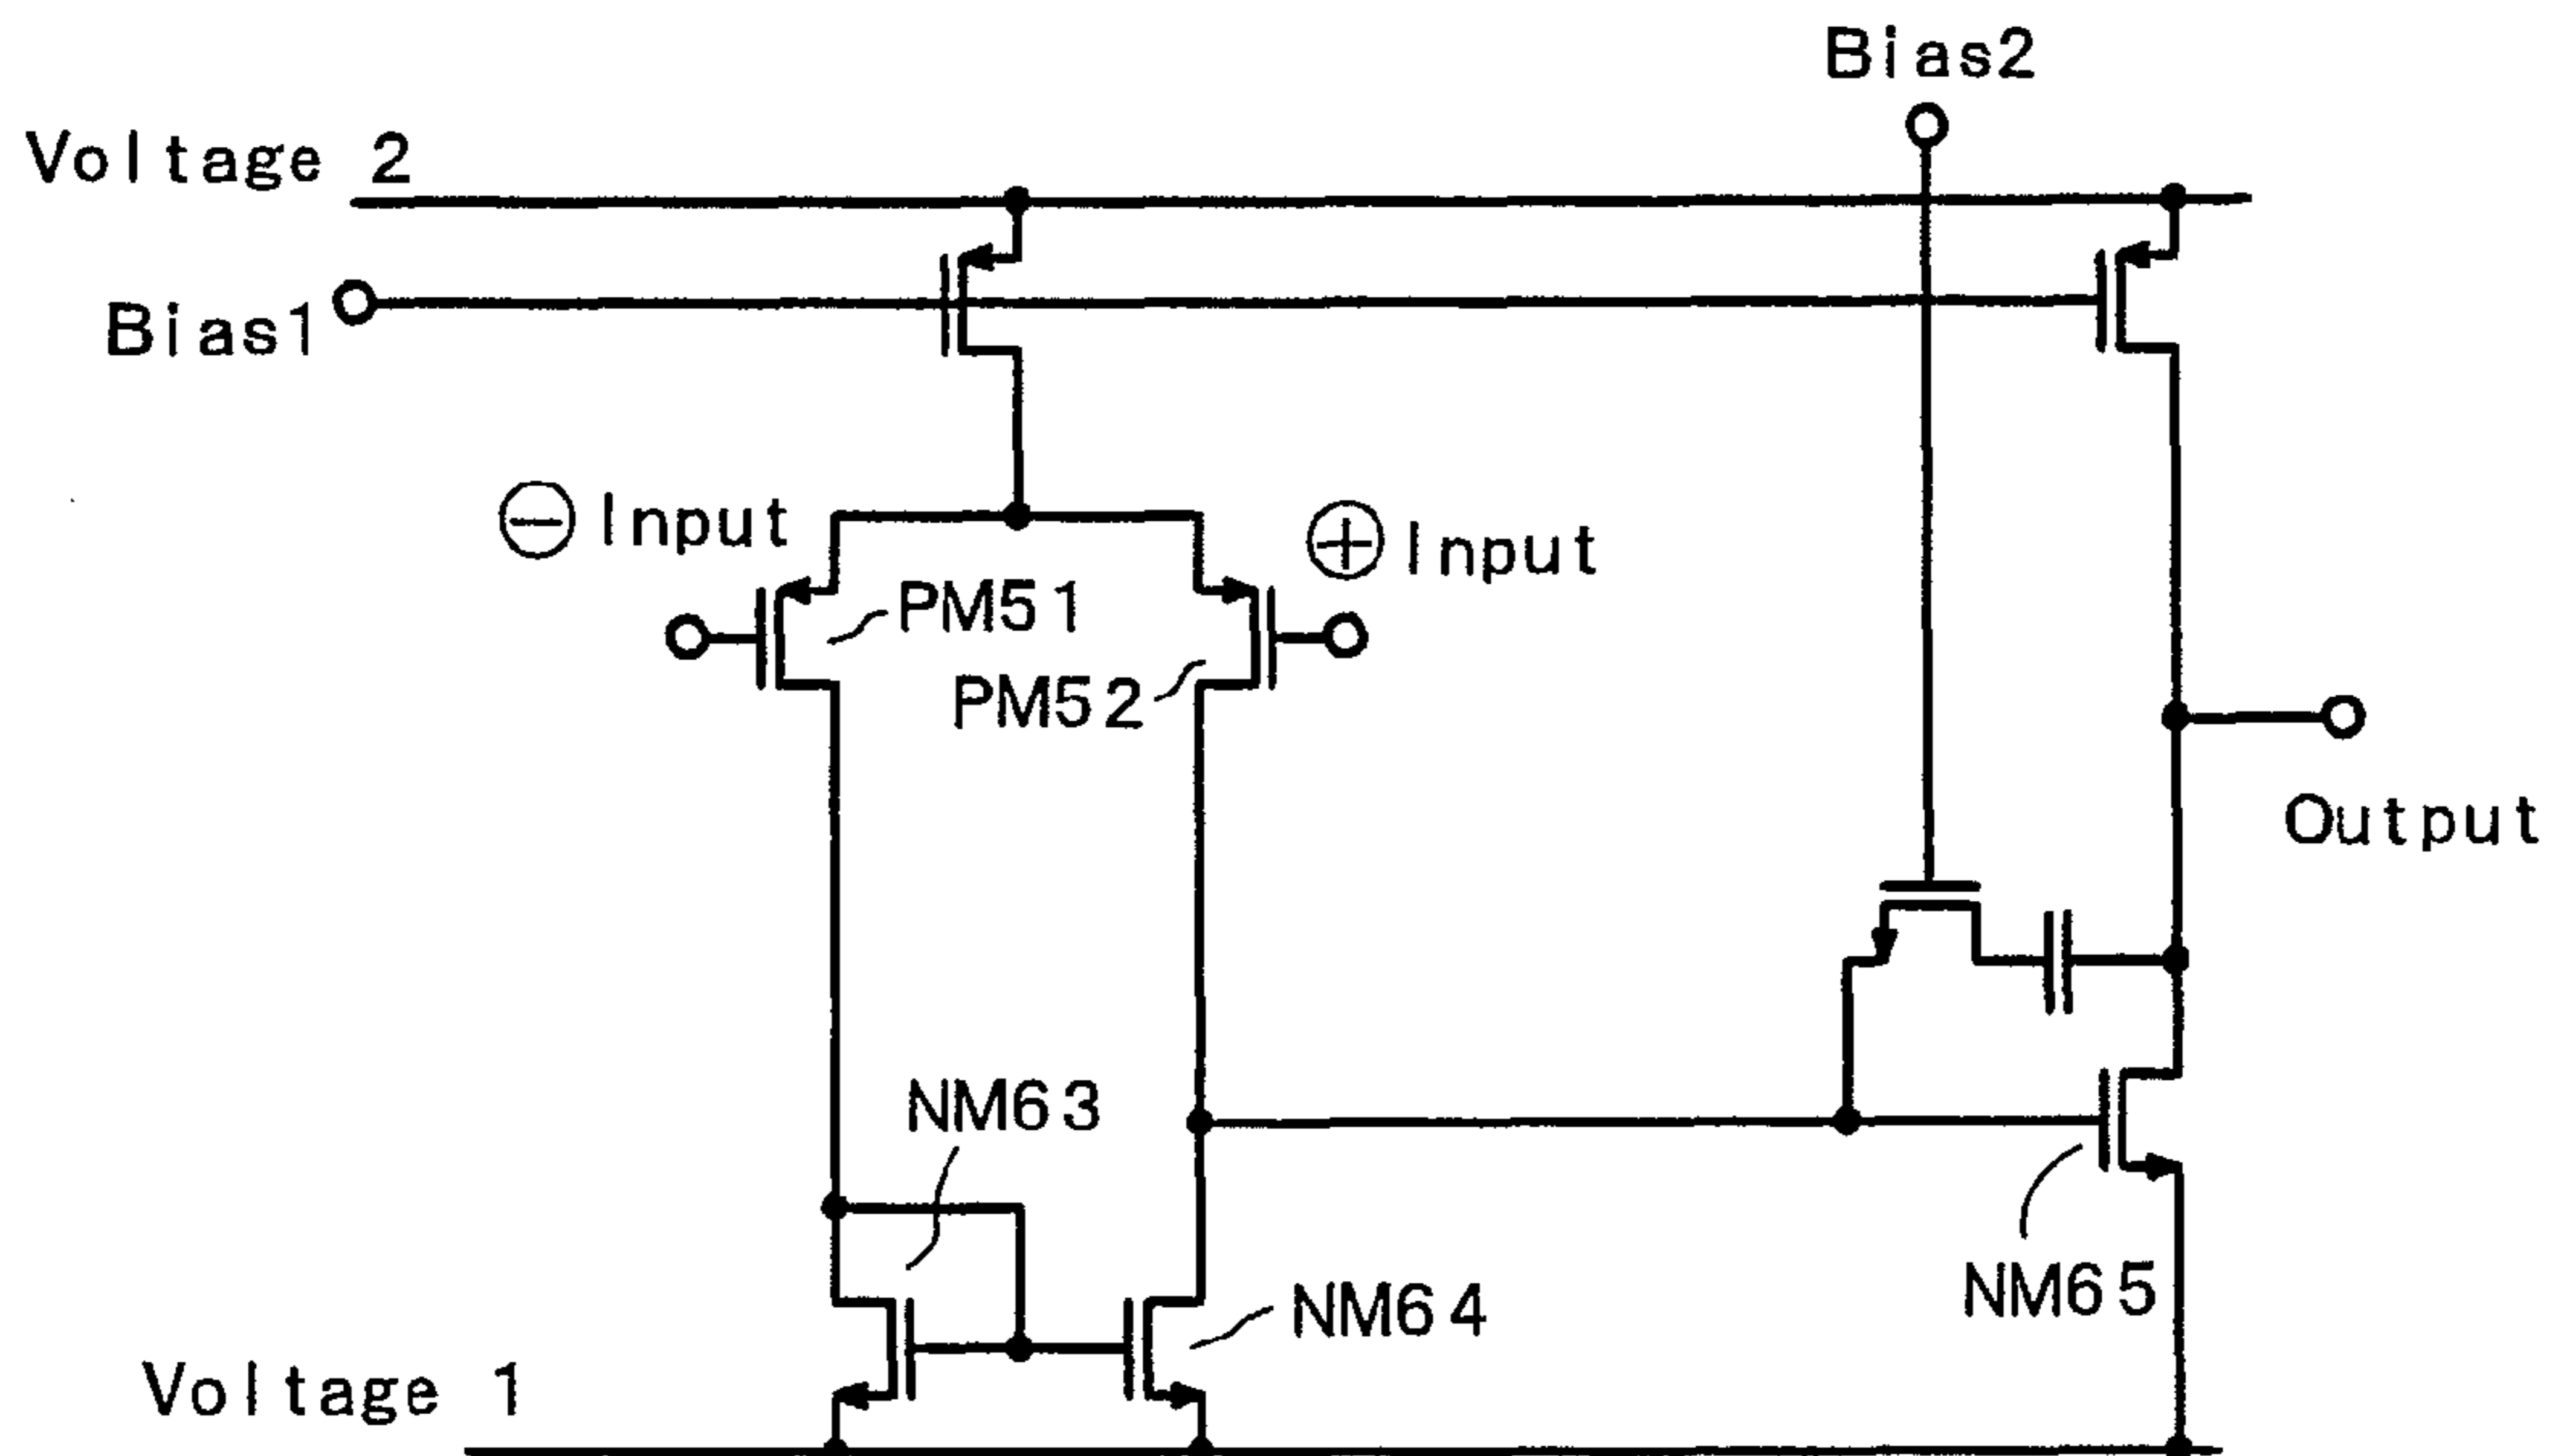 Bias2
Voltage 2
Bias1
⊖ Input
⊕ Input
PM51
PM52
Output
NM63
NM64
NM65
Voltage 1